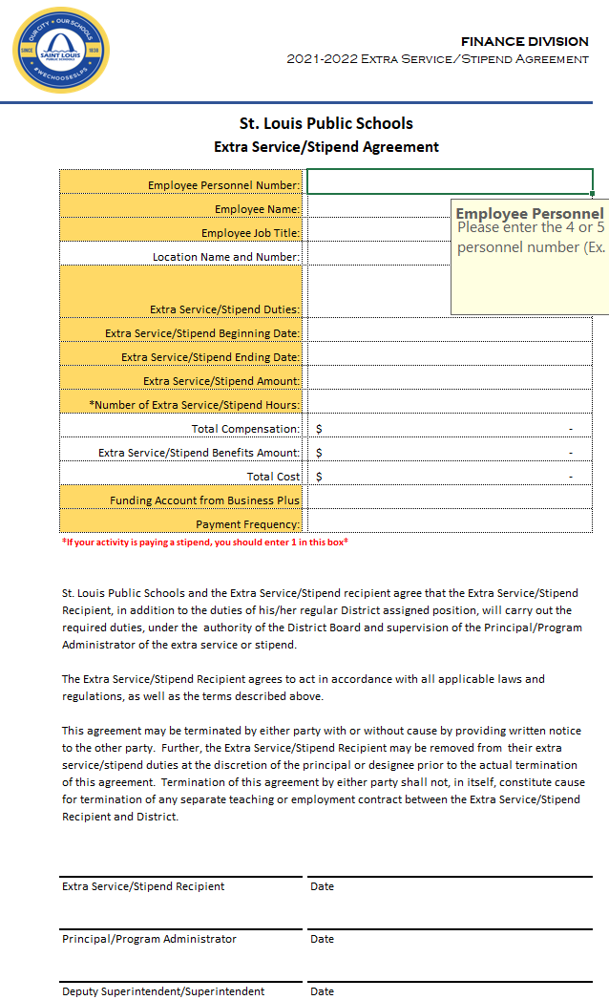 OUR CITY • OUR SCHOOLS
SINCE 1838
SAINT LOUIS
PUBLIC SCHOOLS
#WECHOOSESLPS
FINANCE DIVISION
2021-2022 EXTRA SERVICE/STIPEND AGREEMENT
St. Louis Public Schools
Extra Service/Stipend Agreement
Employee Personnel Number:
Employee Name:
Employee Job Title:
Location Name and Number:
Employee Personnel
Please enter the 4 or 5
personnel number (Ex.
Extra Service/Stipend Duties:
Extra Service/Stipend Beginning Date:
Extra Service/Stipend Ending Date:
Extra Service/Stipend Amount:
*Number of Extra Service/Stipend Hours:
Total Compensation: $ -
Extra Service/Stipend Benefits Amount: $ -
Total Cost $ -
Funding Account from Business Plus
Payment Frequency:
*If your activity is paying a stipend, you should enter 1 in this box*
St. Louis Public Schools and the Extra Service/Stipend recipient agree that the Extra Service/Stipend
Recipient, in addition to the duties of his/her regular District assigned position, will carry out the
required duties, under the authority of the District Board and supervision of the Principal/Program
Administrator of the extra service or stipend.
The Extra Service/Stipend Recipient agrees to act in accordance with all applicable laws and
regulations, as well as the terms described above.
This agreement may be terminated by either party with or without cause by providing written notice
to the other party. Further, the Extra Service/Stipend Recipient may be removed from their extra
service/stipend duties at the discretion of the principal or designee prior to the actual termination
of this agreement. Termination of this agreement by either party shall not, in itself, constitute cause
for termination of any separate teaching or employment contract between the Extra Service/Stipend
Recipient and District.
Extra Service/Stipend Recipient Date
Principal/Program Administrator Date
Deputy Superintendent/Superintendent Date